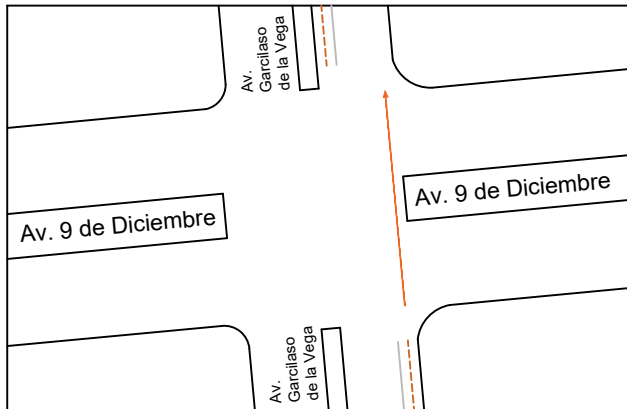 Av.
Garcilaso
de la Vega
Av. 9 de Diciembre
Av. 9 de Diciembre
Av.
Garcilaso
de la Vega